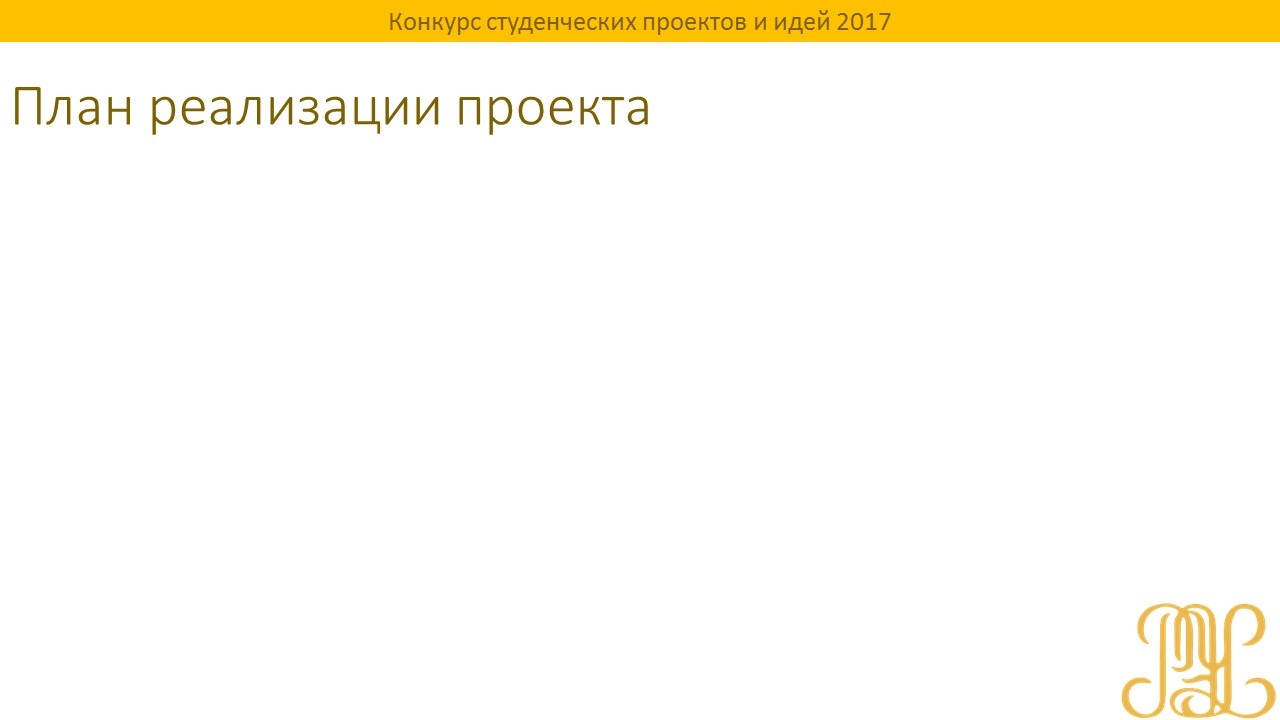 Конкурс студенческих проектов и идей 2017
План реализации проекта